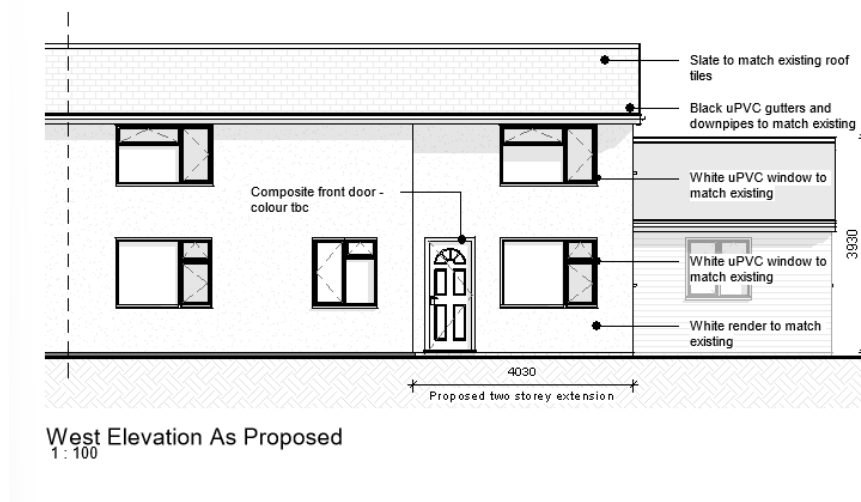 Slate to match existing roof
tiles
Black uPVC gutters and
downpipes to match existing
White uPVC window to
match existing
Composite front door -
colour tbc
3930
White uPVC window to
match existing
White render to match
existing
4030
Proposed two storey extension
West Elevation As Proposed
1 : 100